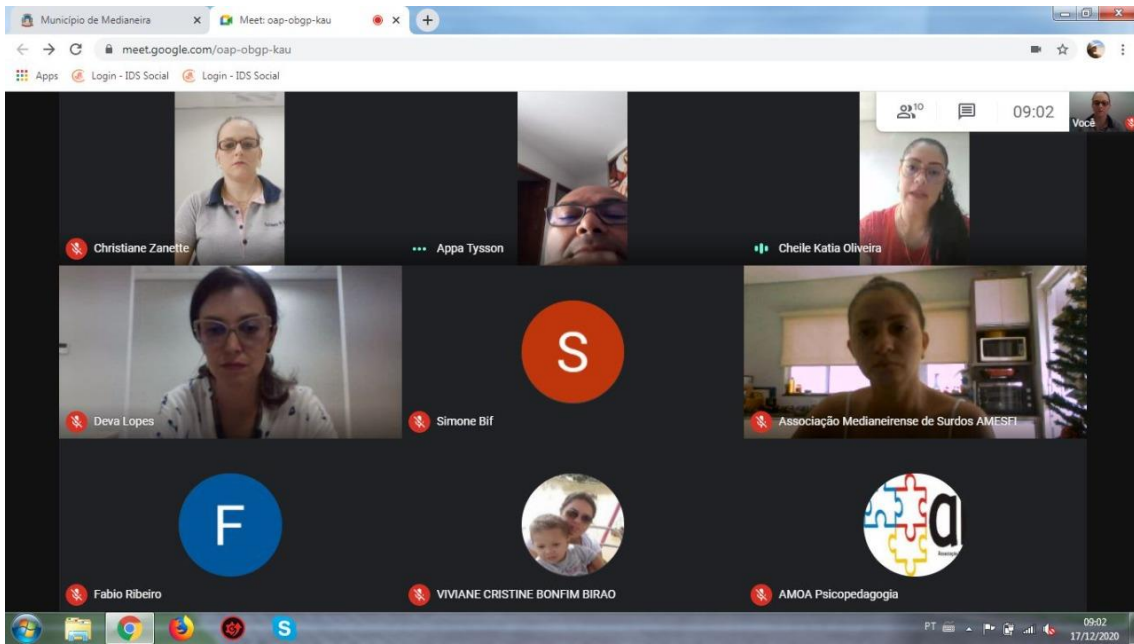 Município de Medianeira
Meet: oap-obgp-kau
meet.google.com/oap-obgp-kau
Apps
Login - IDS Social
Login - IDS Social
10
09:02
Você
Christiane Zanette
Appa Tysson
Cheile Katia Oliveira
Deva Lopes
S
Simone Bif
Associação Medianeirense de Surdos AMESFI
F
Fabio Ribeiro
VIVIANE CRISTINE BONFIM BIRAO
AMOA Psicopedagogia
S
PT
09:02
17/12/2020